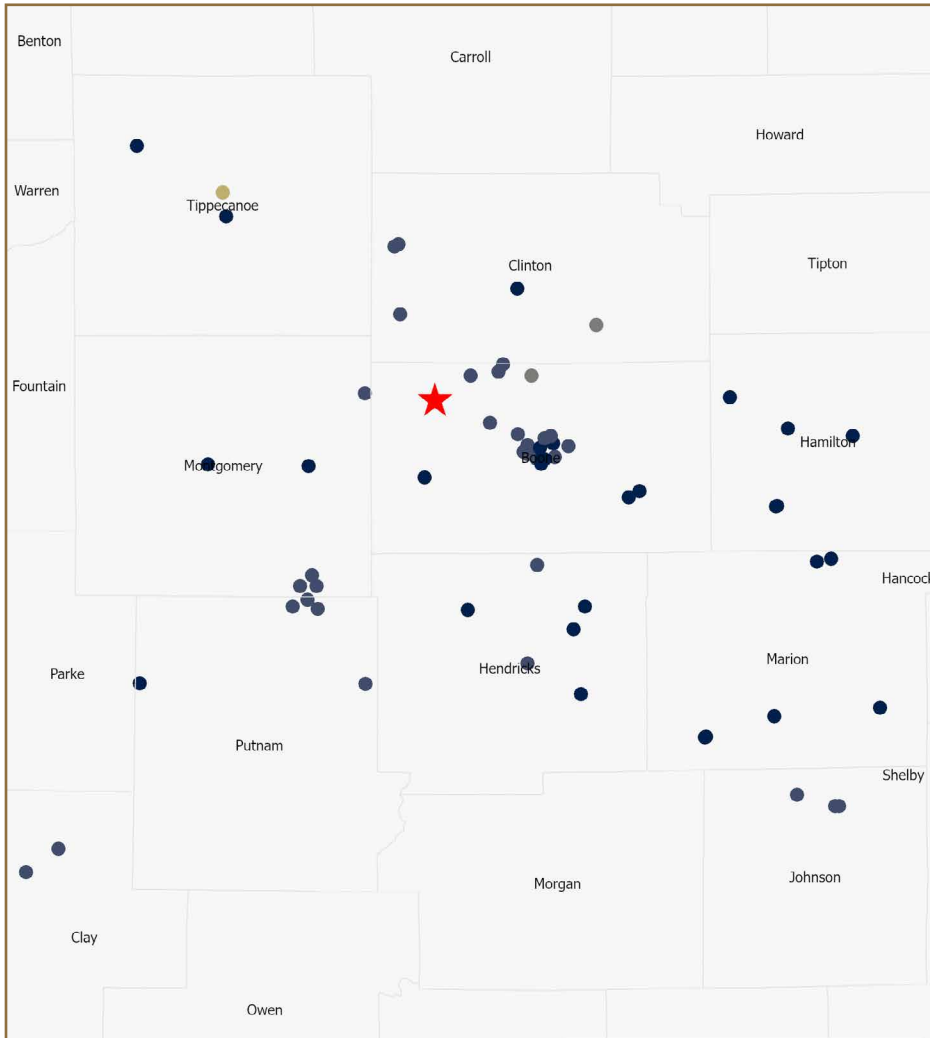 Benton
Carroll
Howard
Warren
Tippecanoe
Clinton
Tipton
Fountain
Hamilton
Montgomery
Boone
Hancock
Marion
Hendricks
Parke
Putnam
Shelby
Johnson
Morgan
Clay
Owen